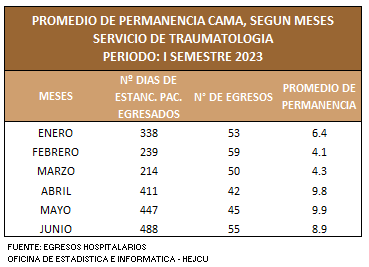 PROMEDIO DE PERMANENCIA CAMA, SEGUN MESES
SERVICIO DE TRAUMATOLOGIA
PERIODO: I SEMESTRE 2023
MESES Nº DIAS DE ESTANC. PAC. EGRESADOS N° DE EGRESOS PROMEDIO DE PERMANENCIA
ENERO 338 53 6.4
FEBRERO 239 59 4.1
MARZO 214 50 4.3
ABRIL 411 42 9.8
MAYO 447 45 9.9
JUNIO 488 55 8.9
FUENTE: EGRESOS HOSPITALARIOS
OFICINA DE ESTADISTICA E INFORMATICA - HEJCU